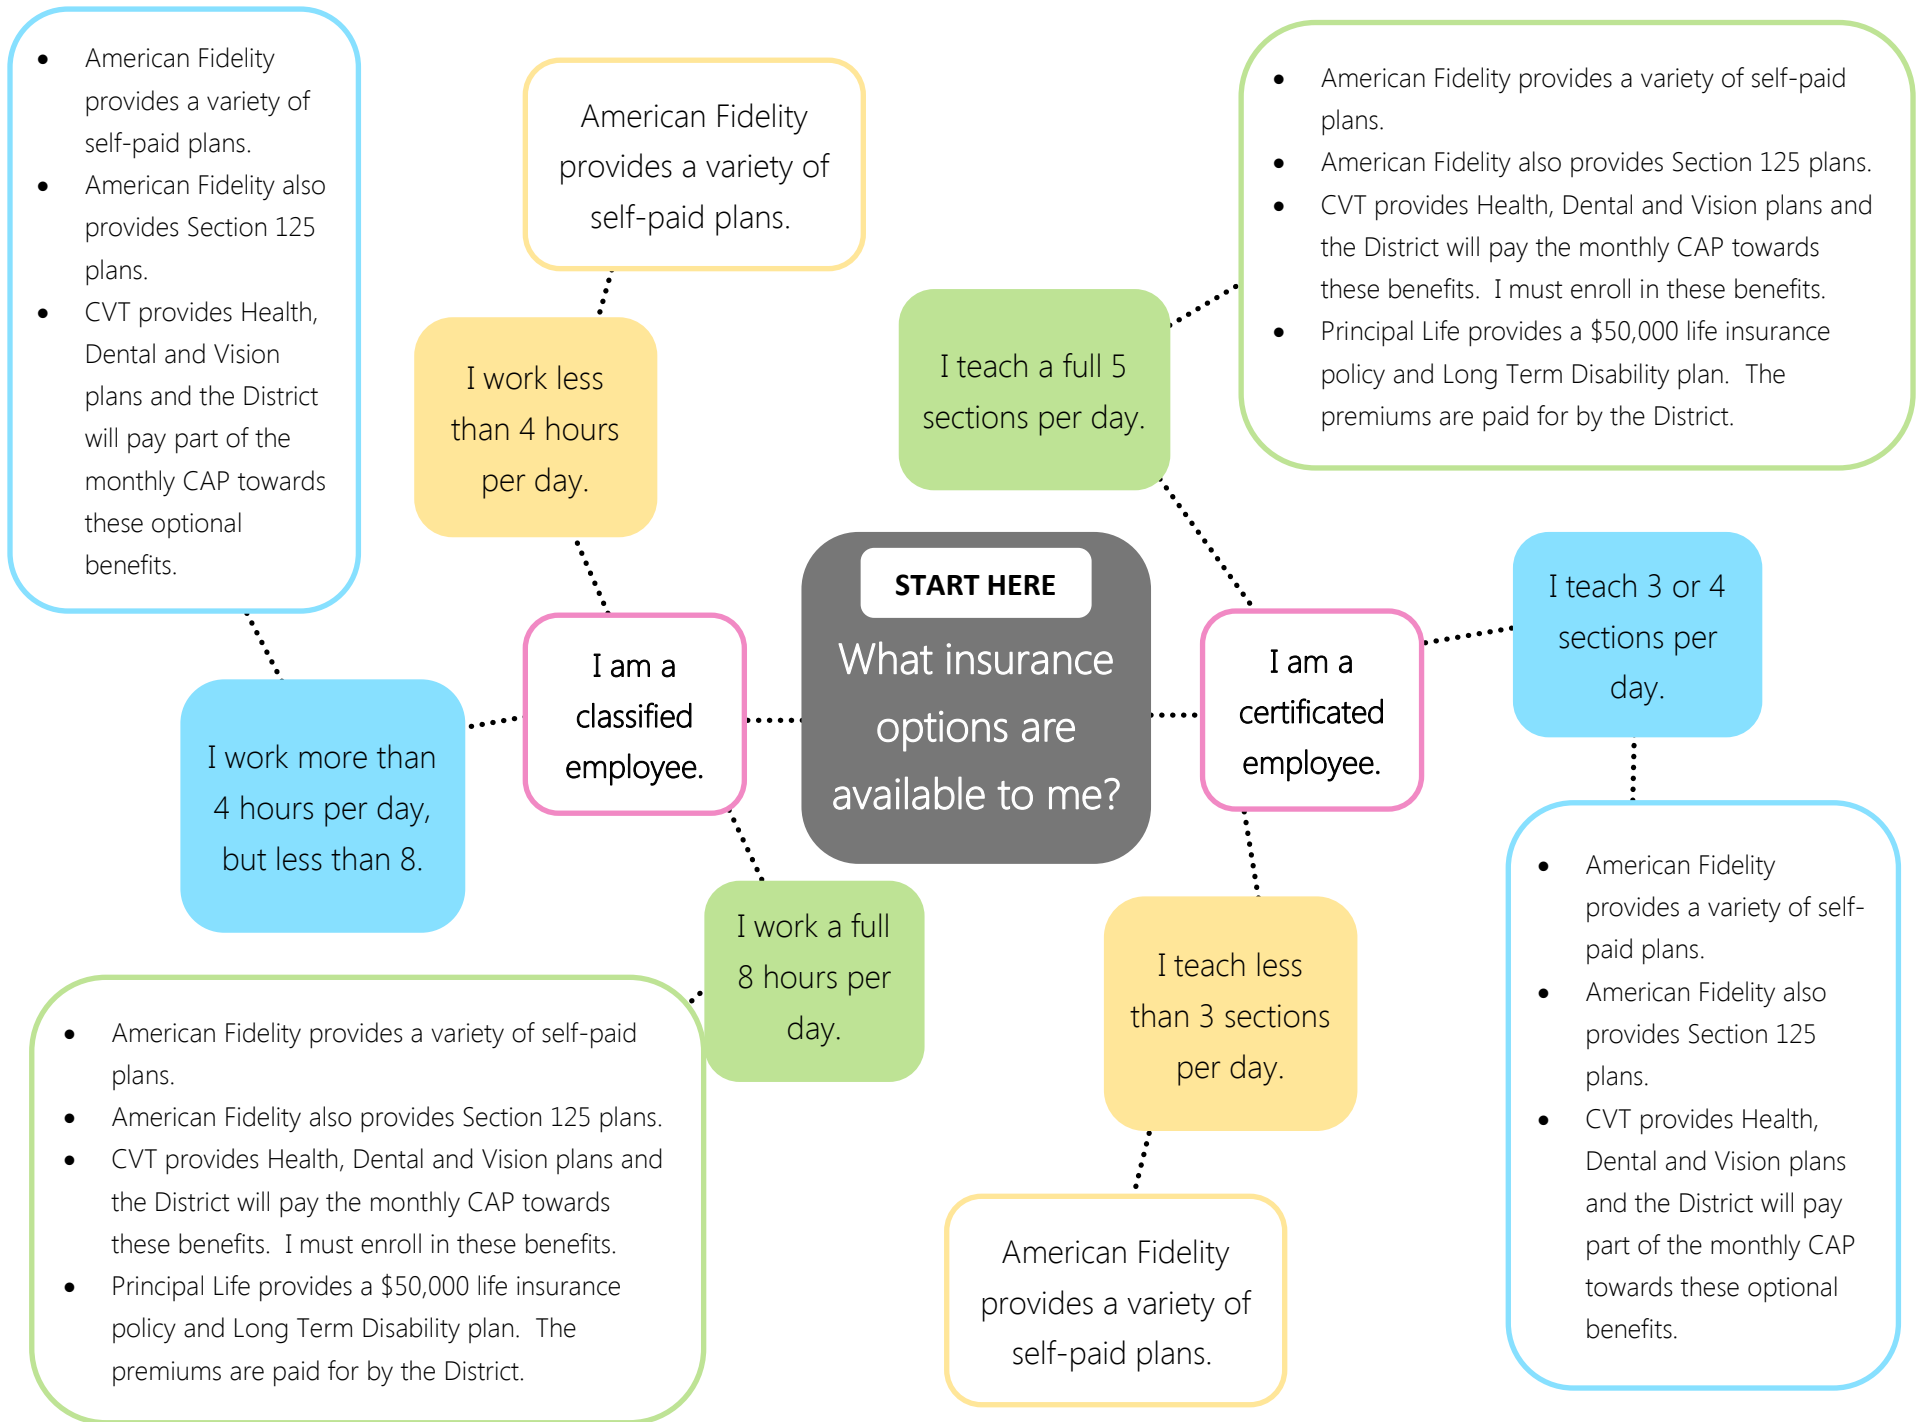 START HERE
What insurance
options are
available to me?
I am a
classified
employee.
I work less
than 4 hours
per day.
American Fidelity
provides a variety of
self-paid plans.
I work more than
4 hours per day,
but less than 8.
• American Fidelity
provides a variety of
self-paid plans.
• American Fidelity also
provides Section 125
plans.
• CVT provides Health,
Dental and Vision
plans and the District
will pay part of the
monthly CAP towards
these optional
benefits.
I work a full
8 hours per
day.
• American Fidelity provides a variety of self-paid
plans.
• American Fidelity also provides Section 125 plans.
• CVT provides Health, Dental and Vision plans and
the District will pay the monthly CAP towards
these benefits.  I must enroll in these benefits.
• Principal Life provides a $50,000 life insurance
policy and Long Term Disability plan.  The
premiums are paid for by the District.
I am a
certificated
employee.
I teach a full 5
sections per day.
• American Fidelity provides a variety of self-paid
plans.
• American Fidelity also provides Section 125 plans.
• CVT provides Health, Dental and Vision plans and
the District will pay the monthly CAP towards
these benefits.  I must enroll in these benefits.
• Principal Life provides a $50,000 life insurance
policy and Long Term Disability plan.  The
premiums are paid for by the District.
I teach 3 or 4
sections per
day.
• American Fidelity
provides a variety of self-
paid plans.
• American Fidelity also
provides Section 125
plans.
• CVT provides Health,
Dental and Vision plans
and the District will pay
part of the monthly CAP
towards these optional
benefits.
I teach less
than 3 sections
per day.
American Fidelity
provides a variety of
self-paid plans.